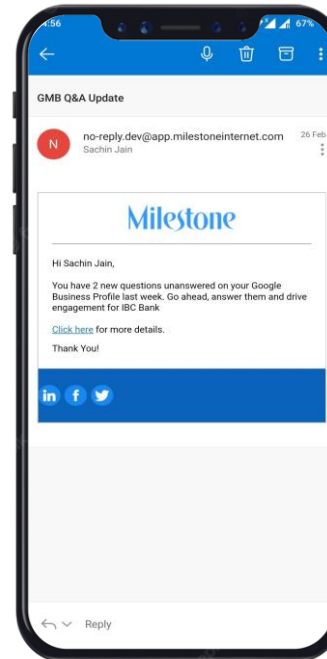 4:56
67%
GMB Q&A Update
N
no-reply.dev@app.milestoneinternet.com
26 Feb
Sachin Jain
Milestone
Hi Sachin Jain,
You have 2 new questions unanswered on your Google
Business Profile last week. Go ahead, answer them and drive
engagement for IBC Bank
Click here for more details.
Thank You!
in f
Reply